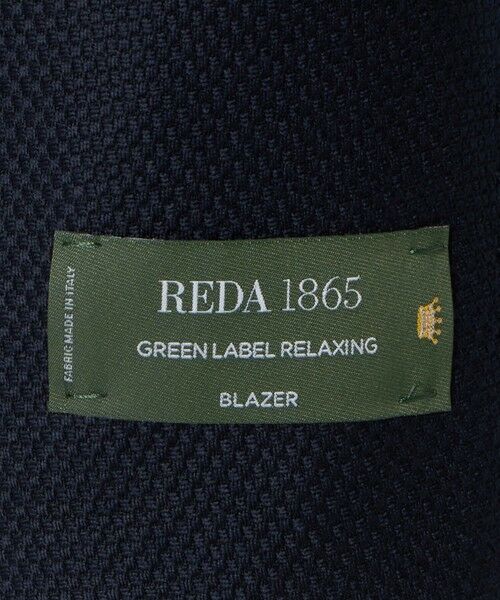 REDA 1865
GREEN LABEL RELAXING
BLAZER
FABRIC MADE IN ITALY